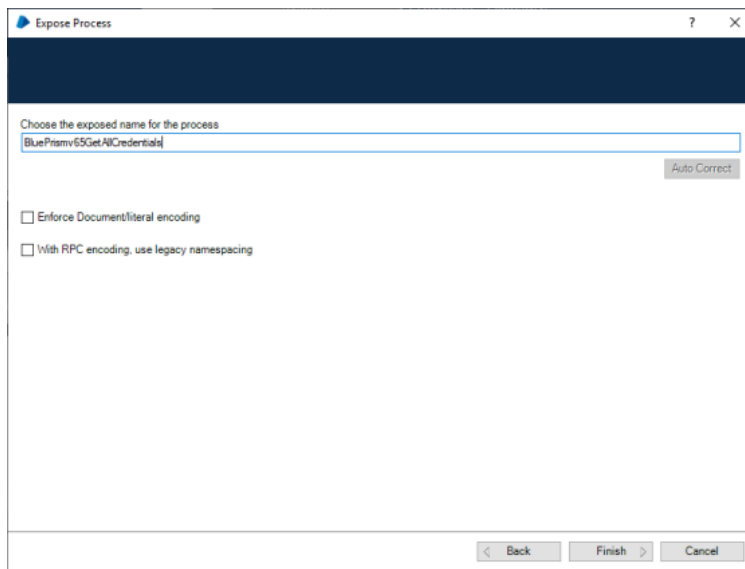 Expose Process
?
Choose the exposed name for the process
BluePrismv65GetAllCredentials
Auto Correct
Enforce Document/literal encoding
With RPC encoding, use legacy namespacing
Back
Finish
Cancel